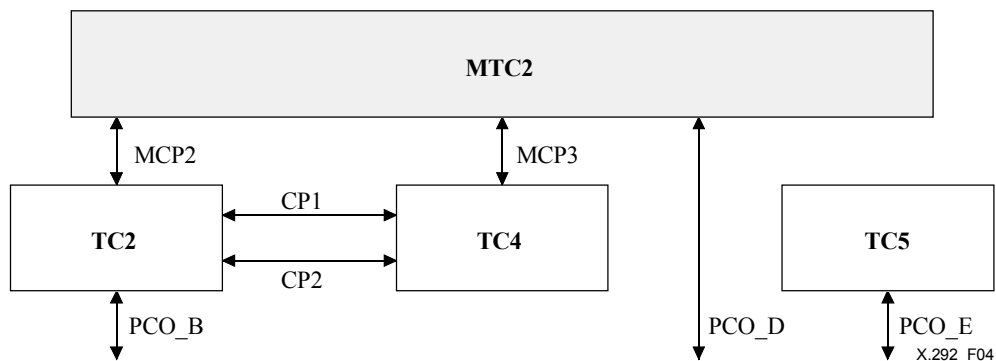 MTC2
MCP2 MCP3
CP1
TC2 TC4 TC5
CP2
PCO_B PCO_D PCO_E
X.292_F04